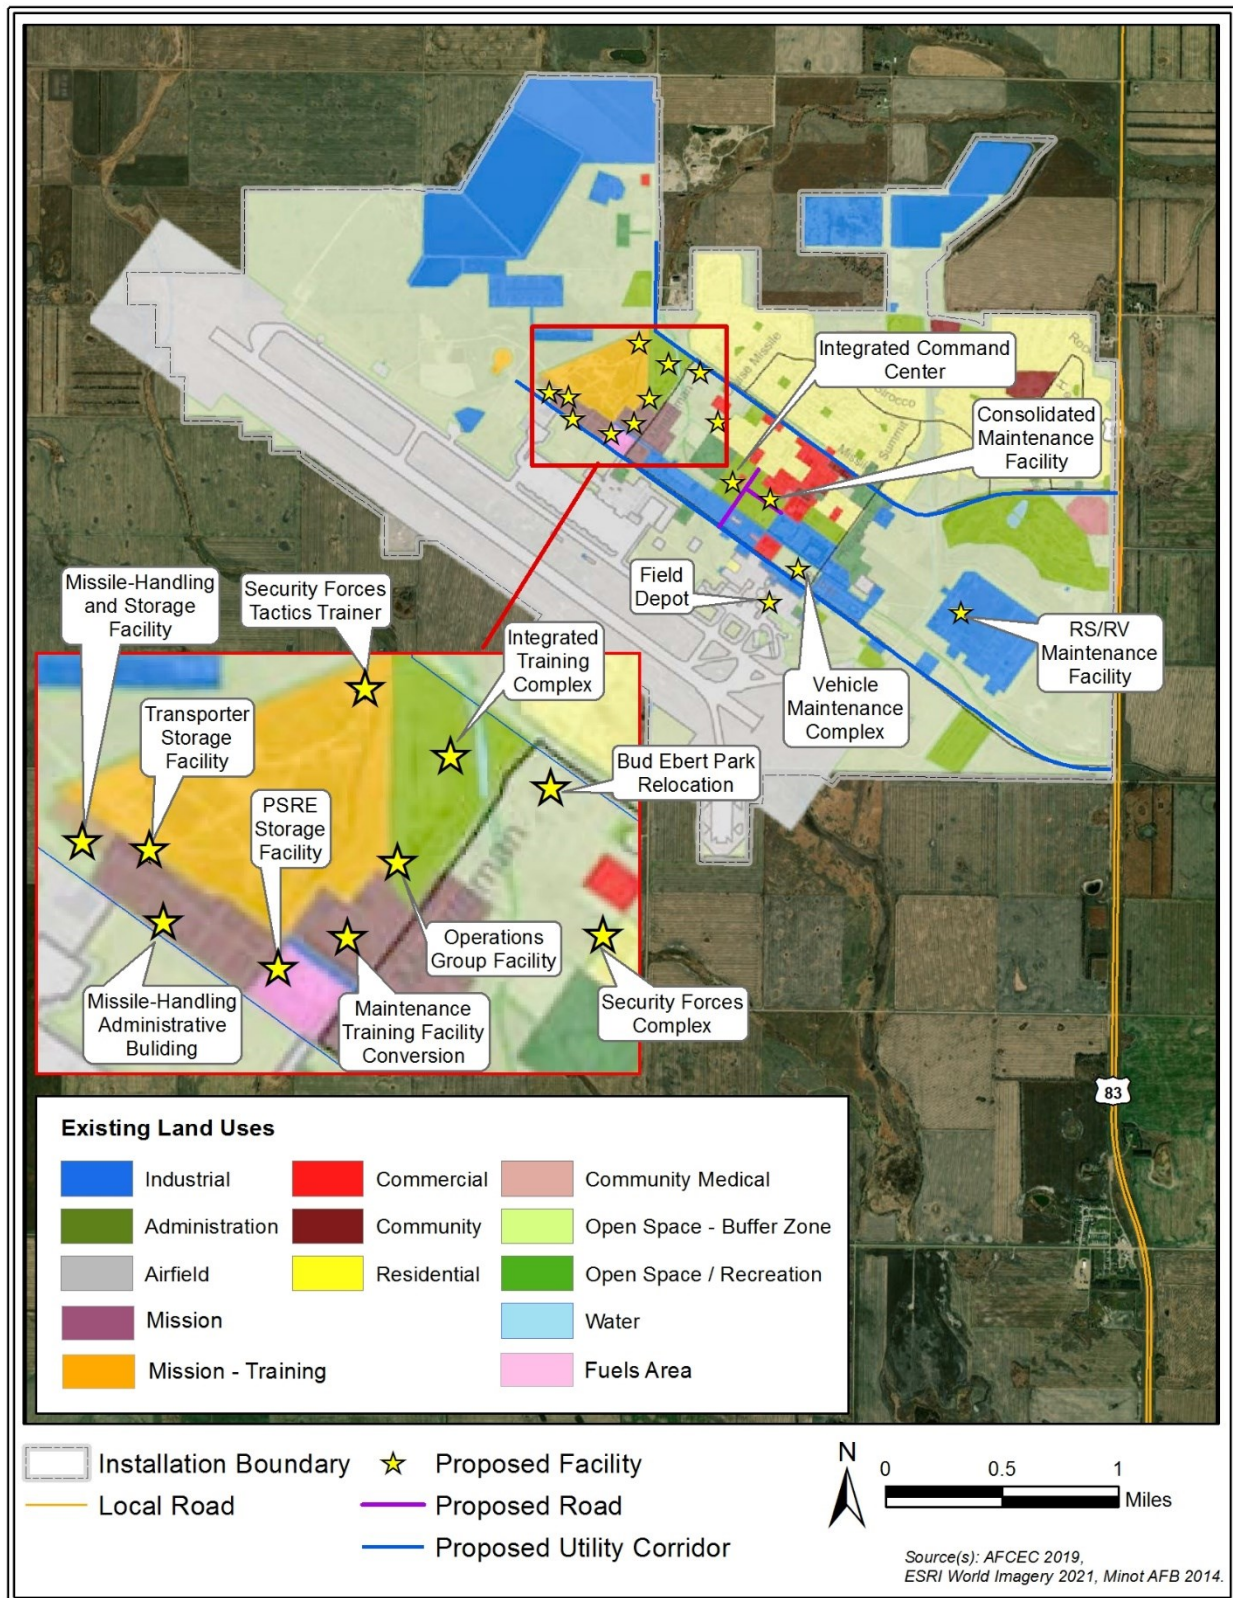 Integrated Command
Center
Consolidated
Maintenance
Facility
Missile
Summit
Field
Depot
RS/RV
Maintenance
Facility
Vehicle
Maintenance
Complex
Missile-Handling
and Storage
Facility
Security Forces
Tactics Trainer
Integrated
Training
Complex
Transporter
Storage
Facility
Bud Ebert Park
Relocation
PSRE
Storage
Facility
Operations
Group Facility
Missile-Handling
Administrative
Buliding
Maintenance
Training Facility
Conversion
Security Forces
Complex
83
Existing Land Uses
Industrial
Administration
Airfield
Mission
Mission - Training
Commercial
Community
Residential
Community Medical
Open Space - Buffer Zone
Open Space / Recreation
Water
Fuels Area
Installation Boundary
Local Road
Proposed Facility
Proposed Road
Proposed Utility Corridor
N
0 0.5 1
Miles
Source(s): AFCEC 2019,
ESRI World Imagery 2021, Minot AFB 2014.